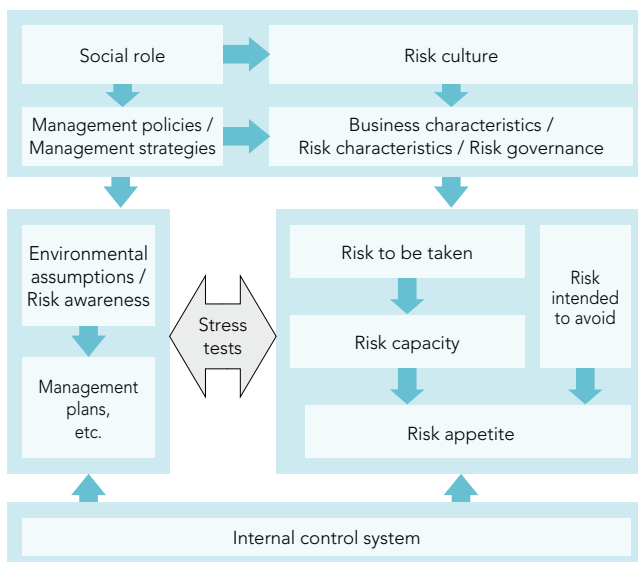 Social role
Risk culture
Management policies /
Management strategies
Business characteristics /
Risk characteristics / Risk governance
Environmental
assumptions /
Risk awareness
Management
plans,
etc.
Stress
tests
Risk to be taken
Risk capacity
Risk
intended
to avoid
Risk appetite
Internal control system